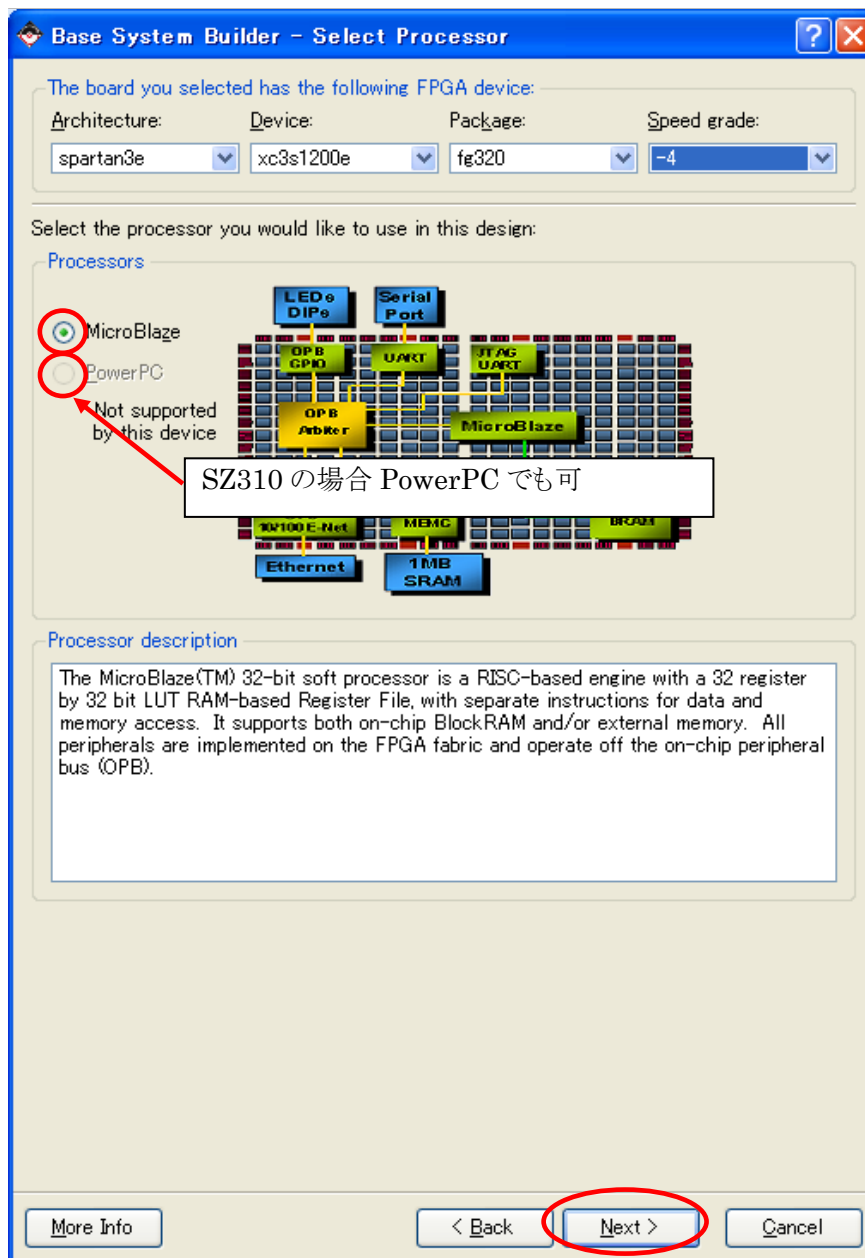 Base System Builder - Select Processor
The board you selected has the following FPGA device:
Architecture: Device: Package: Speed grade:
spartan3e xc3s1200e fg320 -4
Select the processor you would like to use in this design:
Processors
MicroBlaze
PowerPC
Not supported
by this device
LEDs
DIPs
Serial
Port
OPB
GPIO
UART
JTAG
UART
OPB
Arbiter
MicroBlaze
SZ310 の場合 PowerPC でも可
10/100 E-Net
MEMC
BRAM
Ethernet
1MB
SRAM
Processor description
The MicroBlaze(TM) 32-bit soft processor is a RISC-based engine with a 32 register
by 32 bit LUT RAM-based Register File, with separate instructions for data and
memory access. It supports both on-chip BlockRAM and/or external memory. All
peripherals are implemented on the FPGA fabric and operate off the on-chip peripheral
bus (OPB).
More Info < Back Next > Cancel